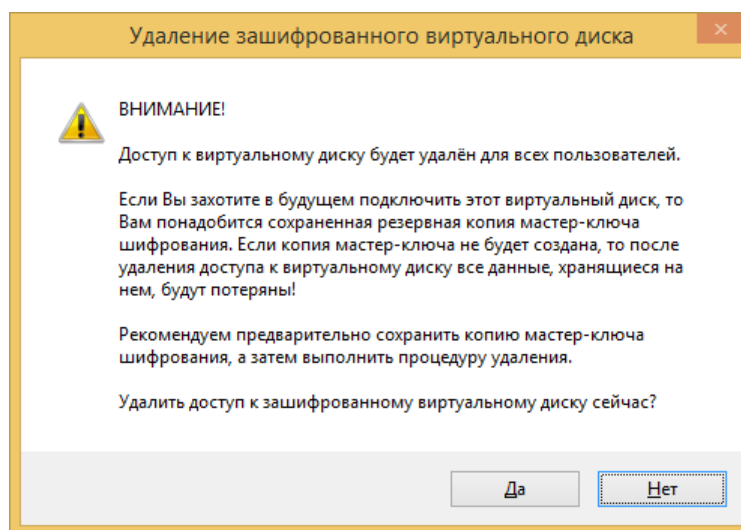 Удаление зашифрованного виртуального диска
ВНИМАНИЕ!
Доступ к виртуальному диску будет удалён для всех пользователей.
Если Вы захотите в будущем подключить этот виртуальный диск, то
Вам понадобится сохраненная резервная копия мастер-ключа
шифрования. Если копия мастер-ключа не будет создана, то после
удаления доступа к виртуальному диску все данные, хранящиеся на
нем, будут потеряны!
Рекомендуем предварительно сохранить копию мастер-ключа
шифрования, а затем выполнить процедуру удаления.
Удалить доступ к зашифрованному виртуальному диску сейчас?
Да
Нет